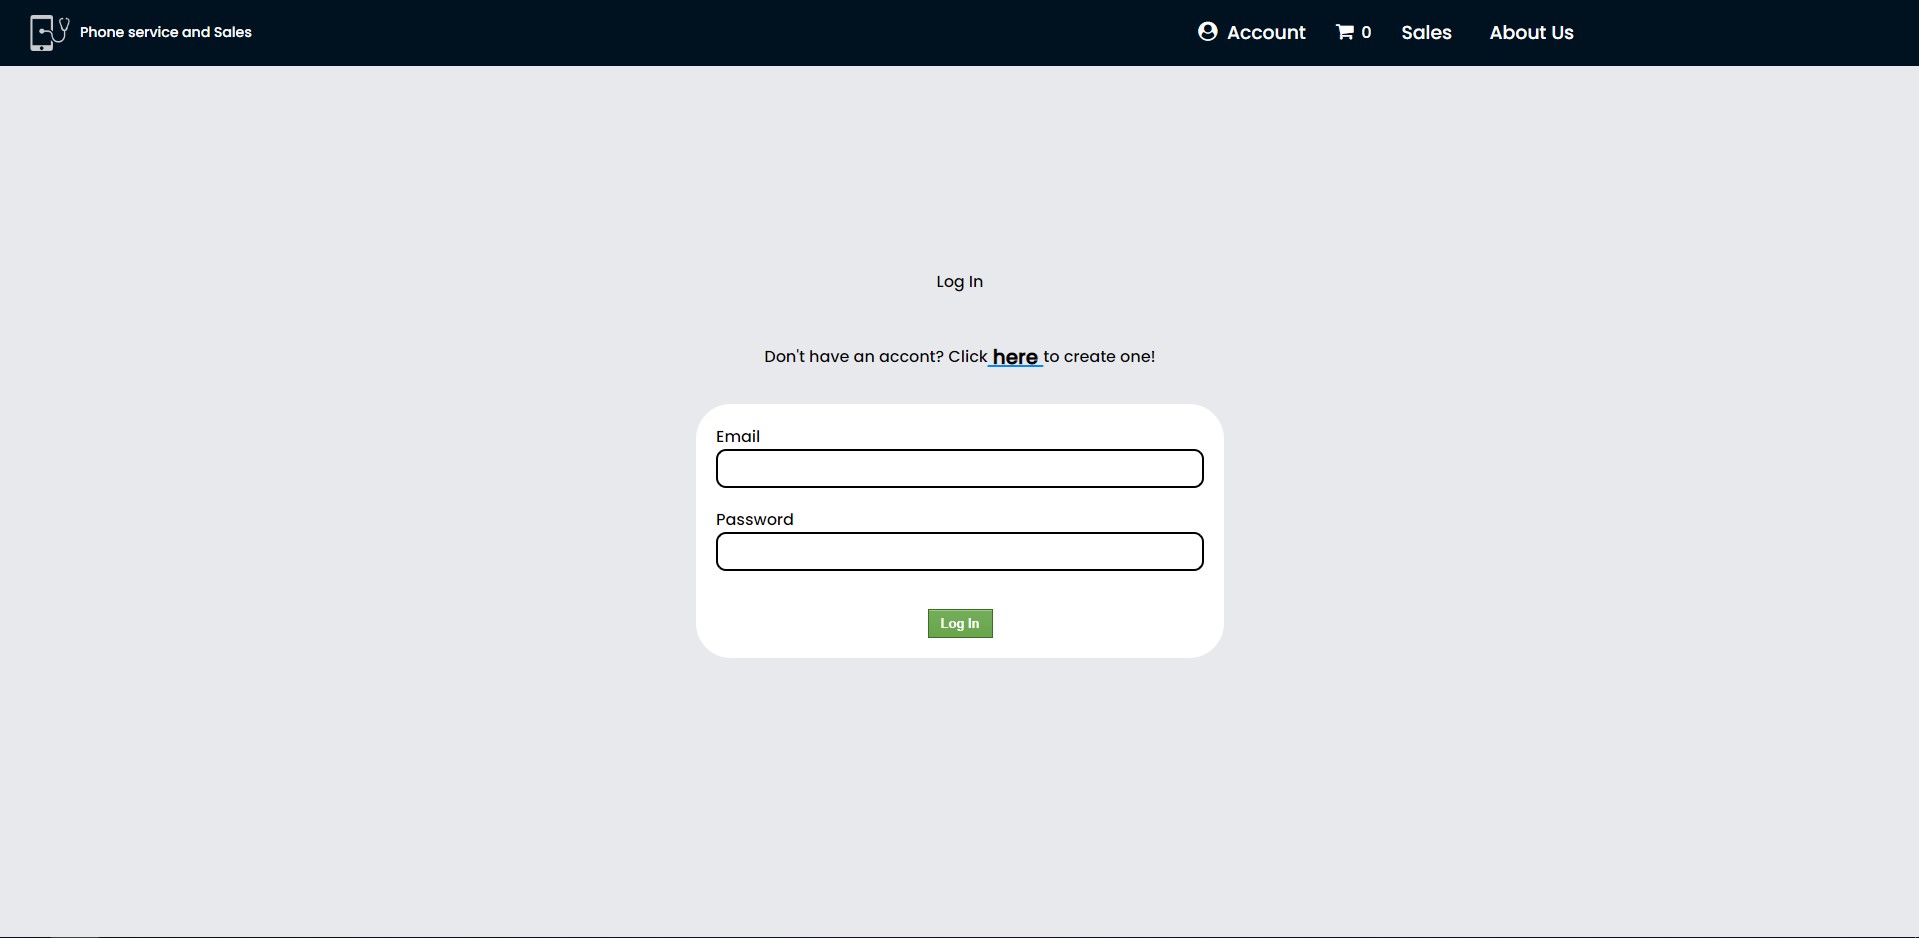 Phone service and Sales
Account
0
Sales
About Us
Log In
Don't have an accont? Click here to create one!
Email
Password
Log In